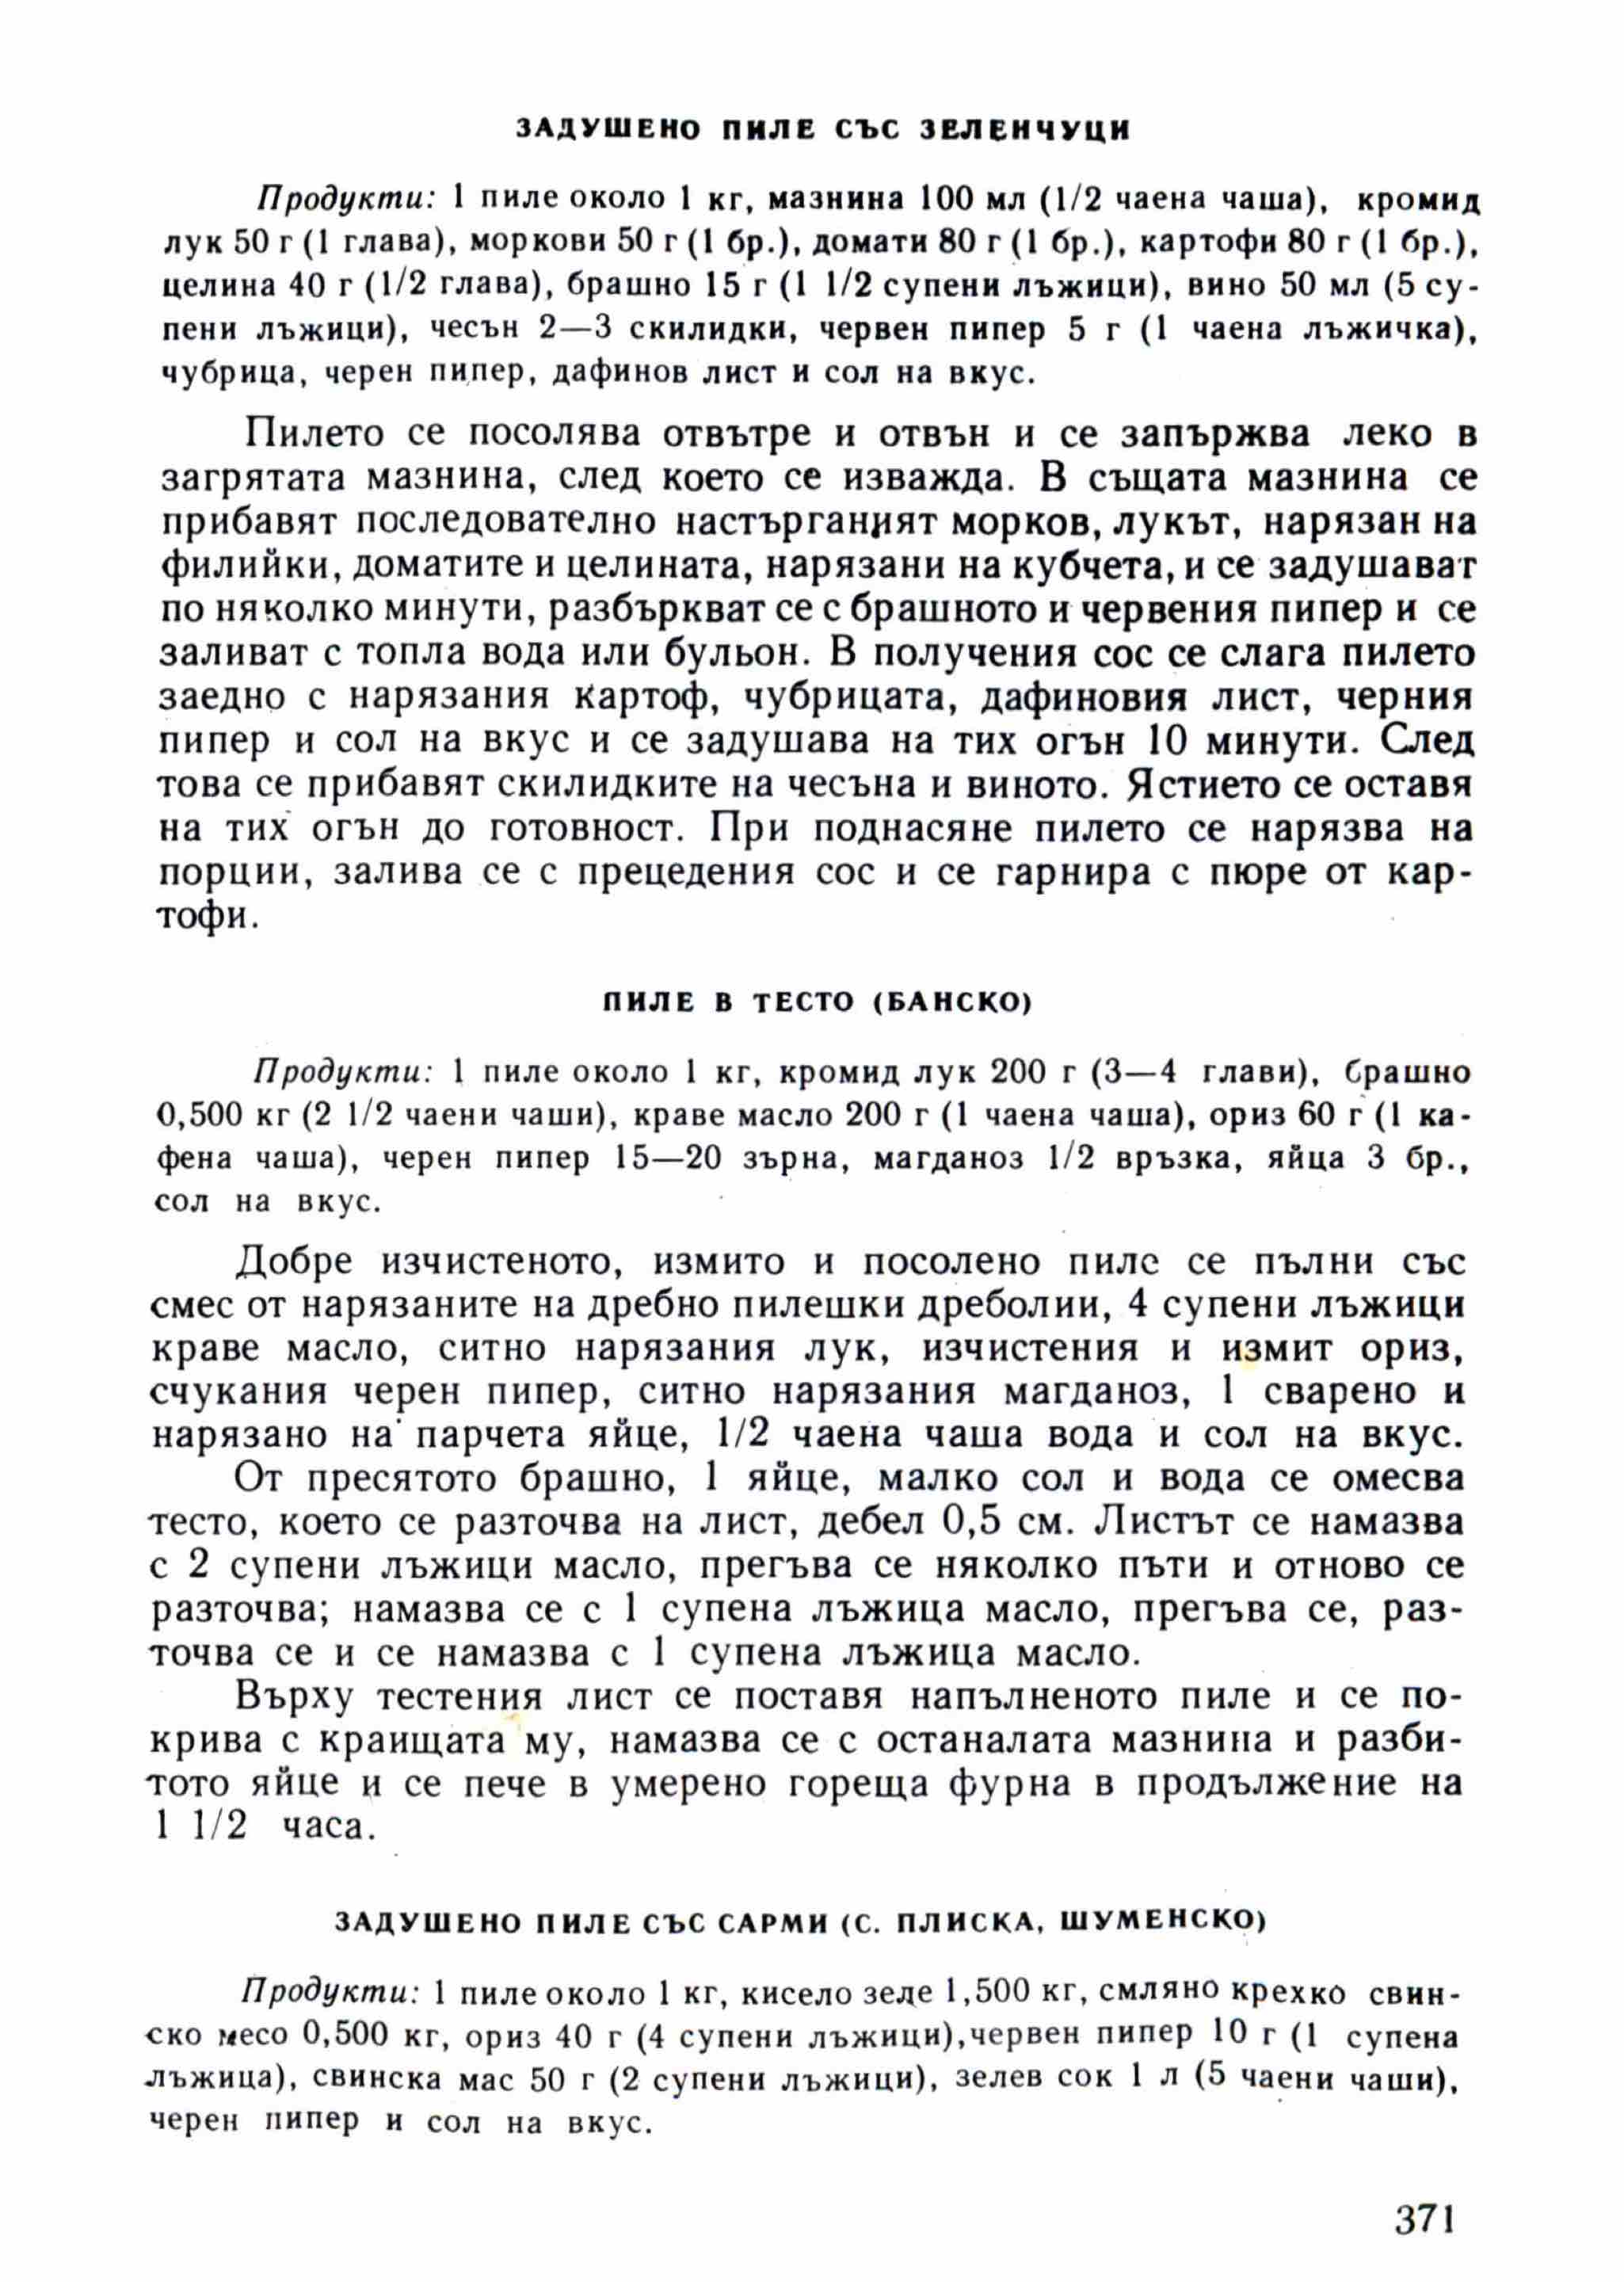 ЗАДУШЕНО ПИЛЕ СЪС ЗЕЛЕНЧУЦИ
Продукти: 1 пиле около 1 кг, мазнина 100 мл (1/2 чаена чаша), кромид
лук 50 г (1 глава), моркови 50 г (1 бр.), домати 80 г (1 бр.), картофи 80 г (1 бр.),
целина 40 г (1/2 глава), брашно 15 г (1 1/2 супени лъжици), вино 50 мл (5 су-
пени лъжици), чесън 2—3 скилидки, червен пипер 5 г (1 чаена лъжичка),
чубрица, черен пипер, дафинов лист и сол на вкус.
Пилето се посолява отвътре и отвън и се запържва леко в
загрятата мазнина, след което се изважда. В същата мазнина се
прибавят последователно настърганият морков, лукът, нарязан на
филийки, доматите и целината, нарязани на кубчета, и се задушават
по няколко минути, разбъркват се с брашното и червения пипер и се
заливат с топла вода или бульон. В получения сос се слага пилето
заедно с нарязания картоф, чубрицата, дафиновия лист, черния
пипер и сол на вкус и се задушава на тих огън 10 минути. След
това се прибавят скилидките на чесъна и виното. Ястието се оставя
на тих огън до готовност. При поднасяне пилето се нарязва на
порции, залива се с прецедения сос и се гарнира с пюре от кар-
тофи.
ПИЛЕ В ТЕСТО (БАНСКО)
Продукти: 1 пиле около 1 кг, кромид лук 200 г (3—4 глави), брашно
0,500 кг (2 1/2 чаени чаши), краве масло 200 г (1 чаена чаша), ориз 60 г (1 ка-
фена чаша), черен пипер 15—20 зърна, магданоз 1/2 връзка, яйца 3 бр.,
сол на вкус.
Добре изчистеното, измито и посолено пиле се пълни със
смес от нарязаните на дребно пилешки дреболии, 4 супени лъжици
краве масло, ситно нарязания лук, изчистения и измит ориз,
счукания черен пипер, ситно нарязания магданоз, 1 сварено и
нарязано на парчета яйце, 1/2 чаена чаша вода и сол на вкус.
От пресятото брашно, 1 яйце, малко сол и вода се омесва
тесто, което се разточва на лист, дебел 0,5 см. Листът се намазва
с 2 супени лъжици масло, прегъва се няколко пъти и отново се
разточва; намазва се с 1 супена лъжица масло, прегъва се, раз-
точва се и се намазва с 1 супена лъжица масло.
Върху тестения лист се поставя напълненото пиле и се по-
крива с краищата му, намазва се с останалата мазнина и разби-
тото яйце и се пече в умерено гореща фурна в продължение на
1 1/2 часа.
ЗАДУШЕНО ПИЛЕ СЪС САРМИ (С. ПЛИСКА, ШУМЕНСКО)
Продукти: 1 пиле около 1 кг, кисело зеле 1,500 кг, смляно крехко свин-
ско месо 0,500 кг, ориз 40 г (4 супени лъжици),червен пипер 10 г (1 супена
лъжица), свинска мас 50 г (2 супени лъжици), зелев сок 1 л (5 чаени чаши),
черен пипер и сол на вкус.
371